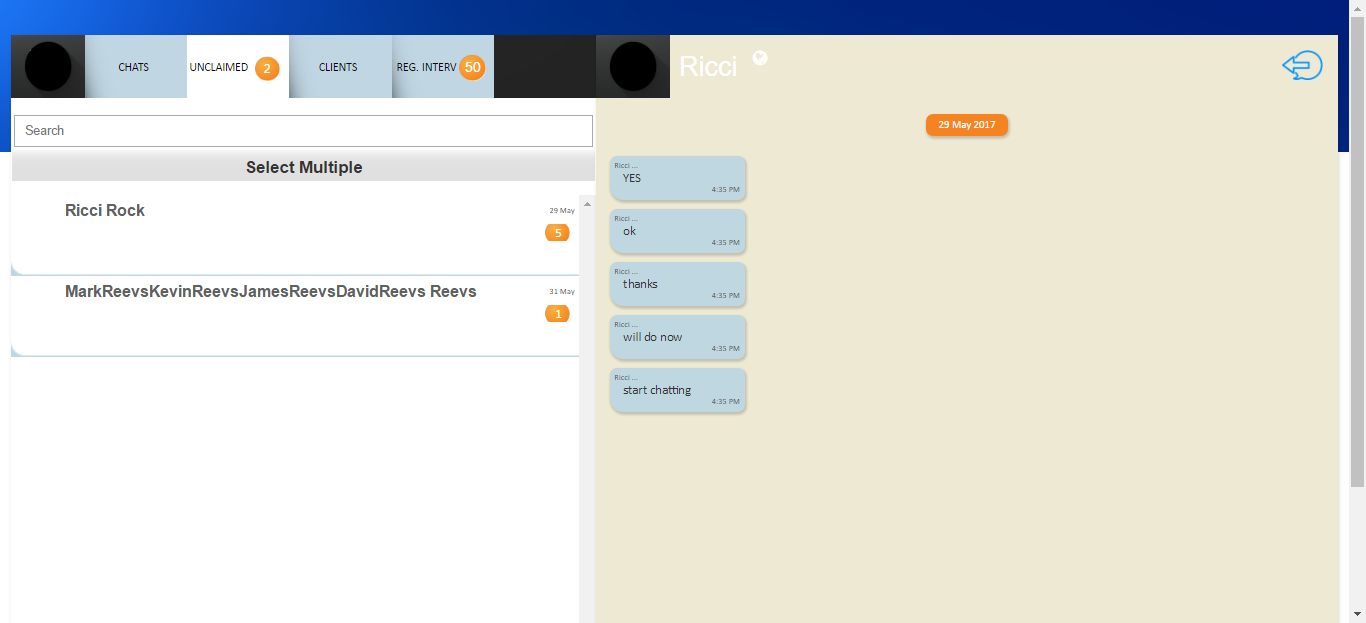 CHATS
UNCLAIMED 2
CLIENTS
REG. INTERV 50
Ricci
Search
Select Multiple
Ricci Rock
29 May
5
MarkReevsKevinReevsJamesReevsDavidReevs Reevs
31 May
1
29 May 2017
Ricci ...
YES
4:35 PM
Ricci ...
ok
4:35 PM
Ricci ...
thanks
4:35 PM
Ricci ...
will do now
4:35 PM
Ricci ...
start chatting
4:35 PM